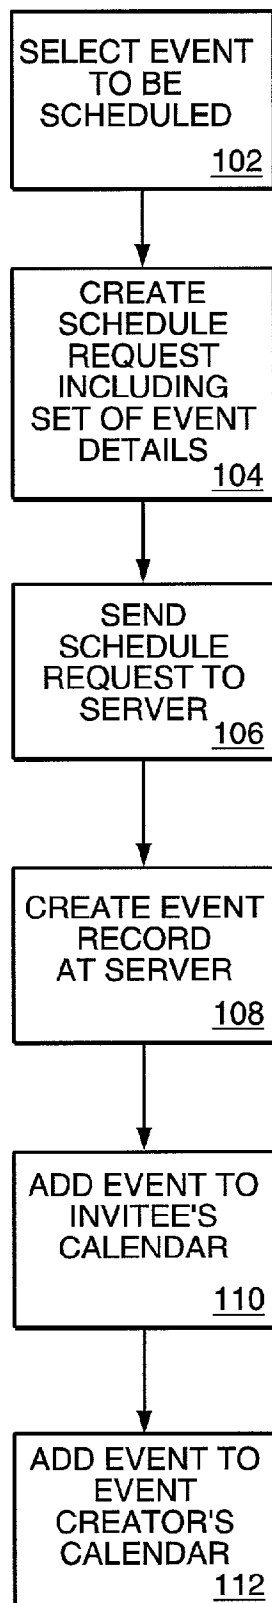 SELECT EVENT
TO BE
SCHEDULED
102
CREATE
SCHEDULE
REQUEST
INCLUDING
SET OF EVENT
DETAILS
104
SEND
SCHEDULE
REQUEST TO
SERVER
106
CREATE EVENT
RECORD
AT SERVER
108
ADD EVENT TO
INVITEE'S
CALENDAR
110
ADD EVENT TO
EVENT
CREATOR'S
CALENDAR
112